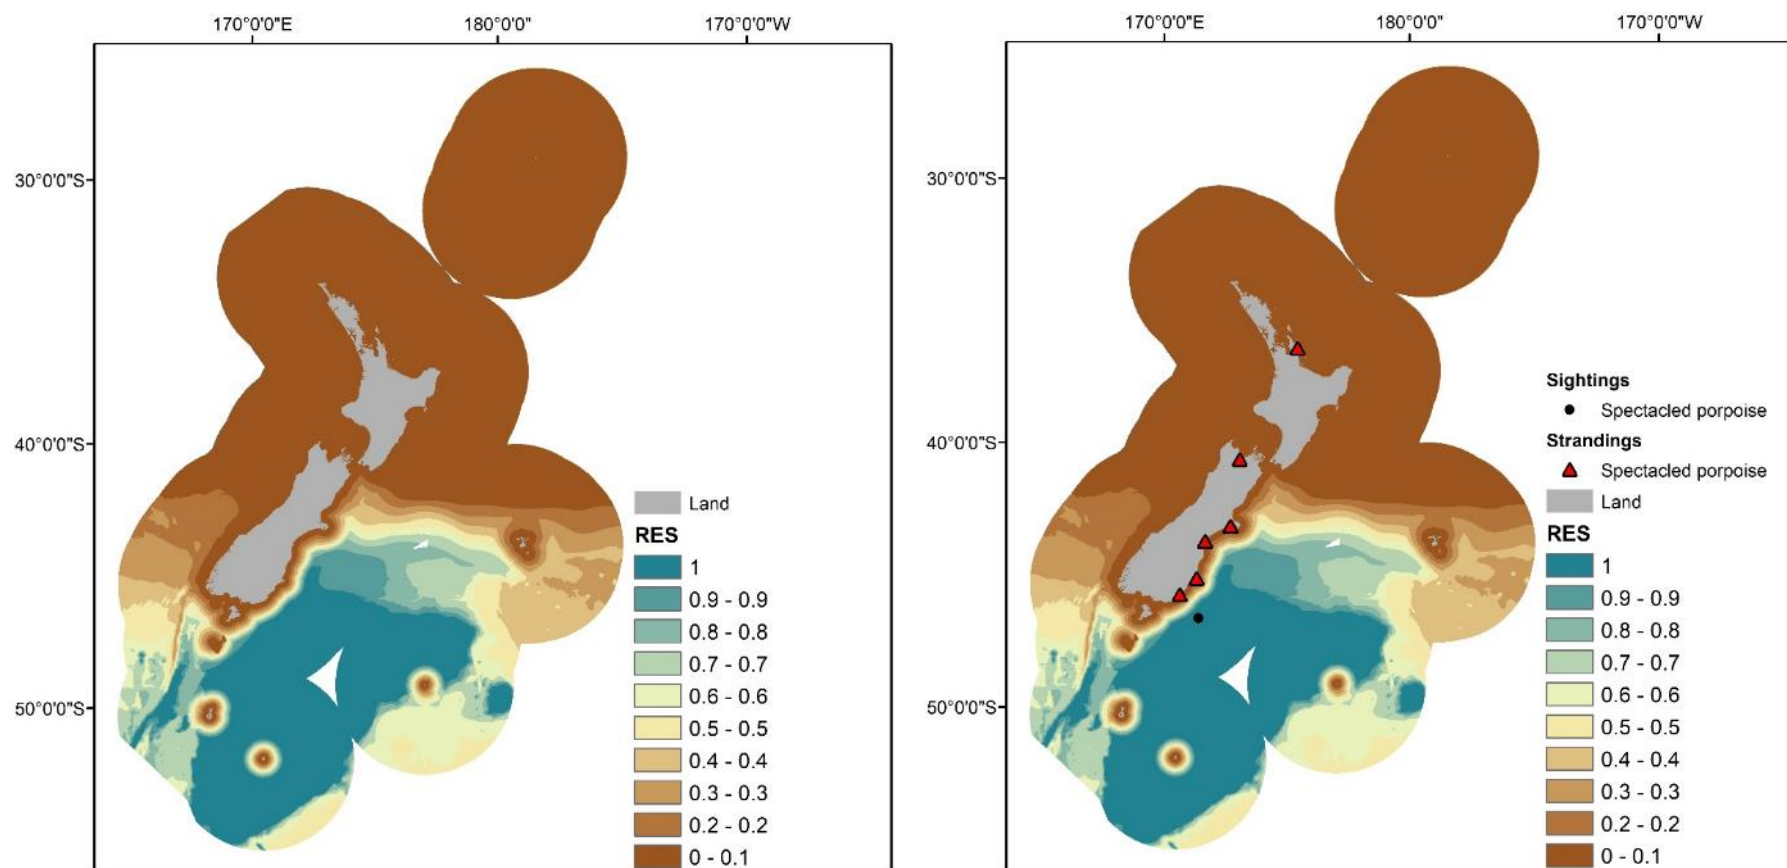 170°0'0"E 180°0'0" 170°0'0"W
30°0'0"S
40°0'0"S
50°0'0"S
Land
RES
1
0.9 - 0.9
0.8 - 0.8
0.7 - 0.7
0.6 - 0.6
0.5 - 0.5
0.4 - 0.4
0.3 - 0.3
0.2 - 0.2
0 - 0.1
170°0'0"E 180°0'0" 170°0'0"W
30°0'0"S
40°0'0"S
50°0'0"S
Sightings
Spectacled porpoise
Strandings
Spectacled porpoise
Land
RES
1
0.9 - 0.9
0.8 - 0.8
0.7 - 0.7
0.6 - 0.6
0.5 - 0.5
0.4 - 0.4
0.3 - 0.3
0.2 - 0.2
0 - 0.1